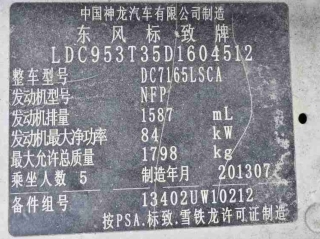 中国神龙汽车有限公司制造
东风标致牌
LDC953T35D1604512
整车型号 DC7165LSCA
发动机型号 NFP
发动机排量 1587 mL
发动机最大净功率 84 kW
最大允许总质量 1798 kg
乘坐人数 5 制造年月 201307
备件组号 13402UW10212
按PSA.标致.雪铁龙许可证制造